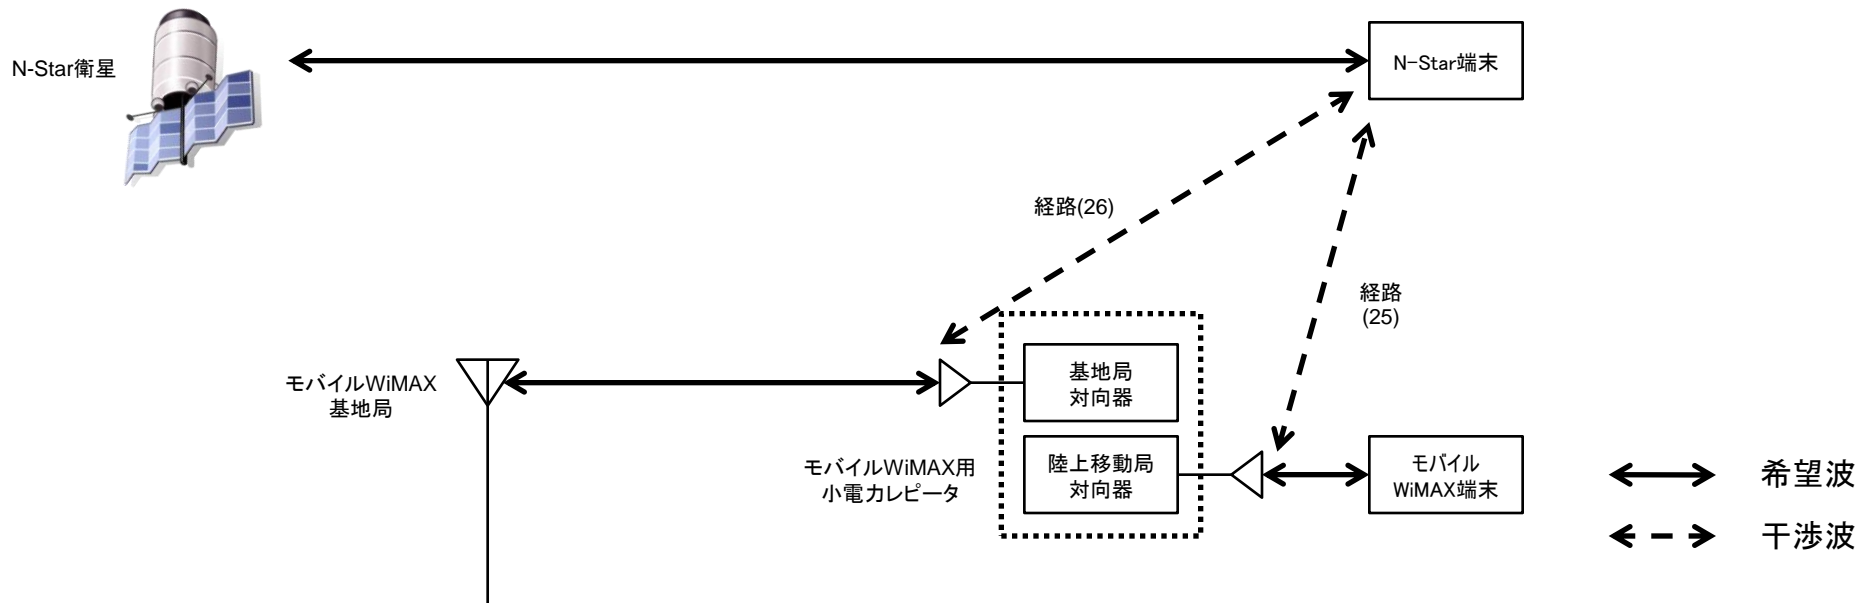 N-Star衛星
N-Star端末
経路(26)
経路
(25)
モバイルWiMAX
基地局
基地局
対向器
モバイルWiMAX用
小電力レピータ
陸上移動局
対向器
モバイル
WiMAX端末
希望波
干渉波